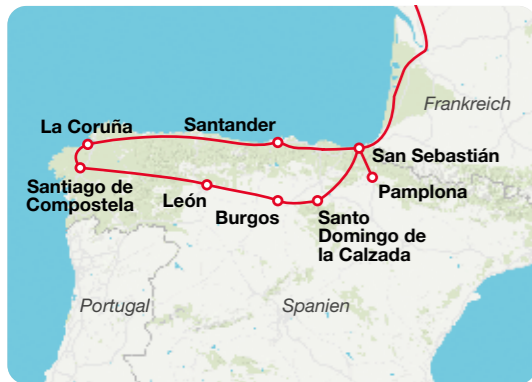 Frankreich
La Coruña
Santander
San Sebastián
Santiago de
Compostela
León
Burgos
Pamplona
Santo
Domingo de
la Calzada
Portugal
Spanien